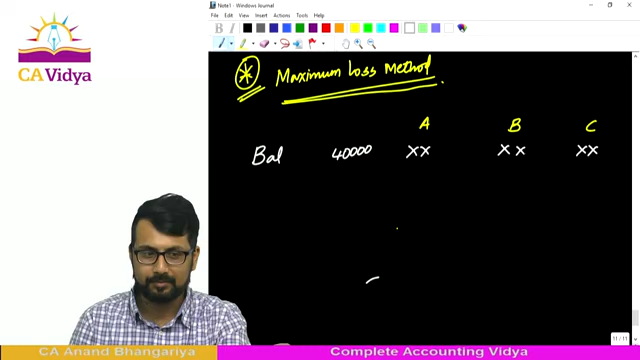 Note1 - Windows Journal
File Edit View Insert Actions Tools Help
CA Vidya
* Maximum Loss Method.
A B C
Bal 40000 XX XX XX
11 / 11
CA Anand Bhangariya Complete Accounting Vidya